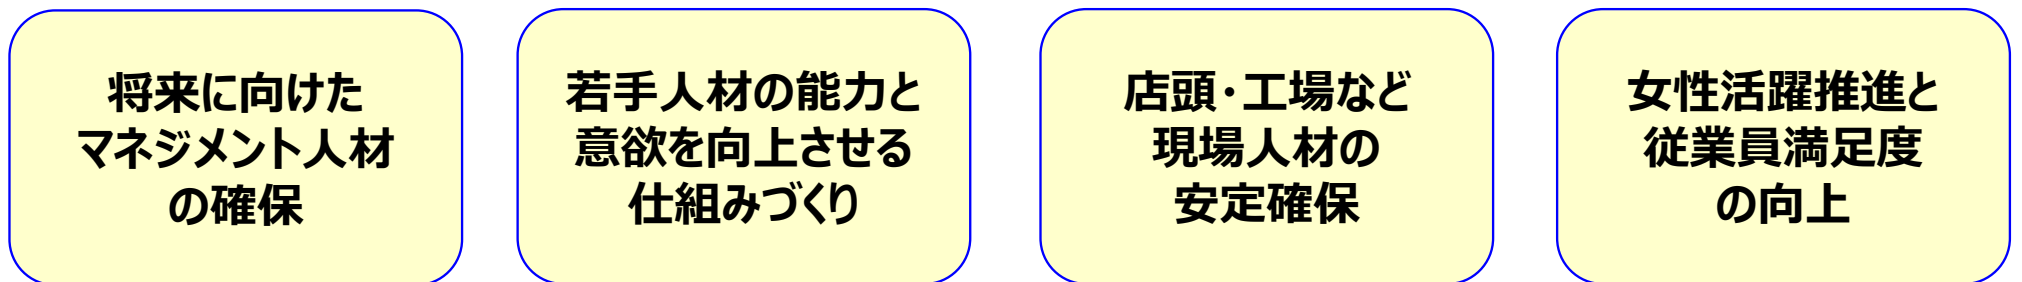 将来に向けた
マネジメント人材
の確保
若手人材の能力と
意欲を向上させる
仕組みづくり
店頭・工場など
現場人材の
安定確保
女性活躍推進と
従業員満足度
の向上